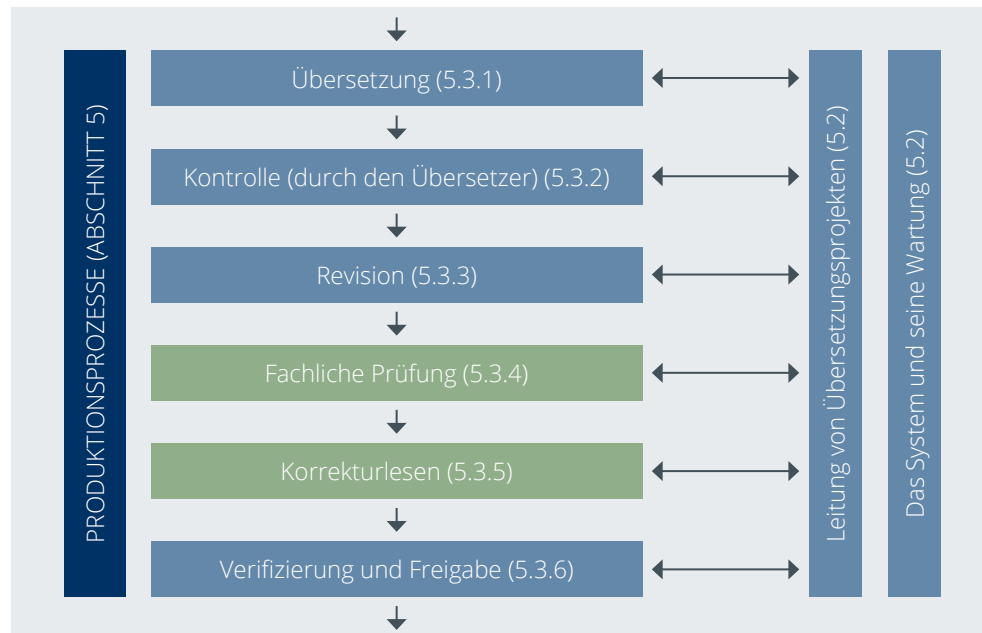 PRODUKTIONSPROZESSE (ABSCHNITT 5)
Übersetzung (5.3.1)
Kontrolle (durch den Übersetzer) (5.3.2)
Revision (5.3.3)
Fachliche Prüfung (5.3.4)
Korrekturlesen (5.3.5)
Verifizierung und Freigabe (5.3.6)
Leitung von Übersetzungsprojekten (5.2)
Das System und seine Wartung (5.2)